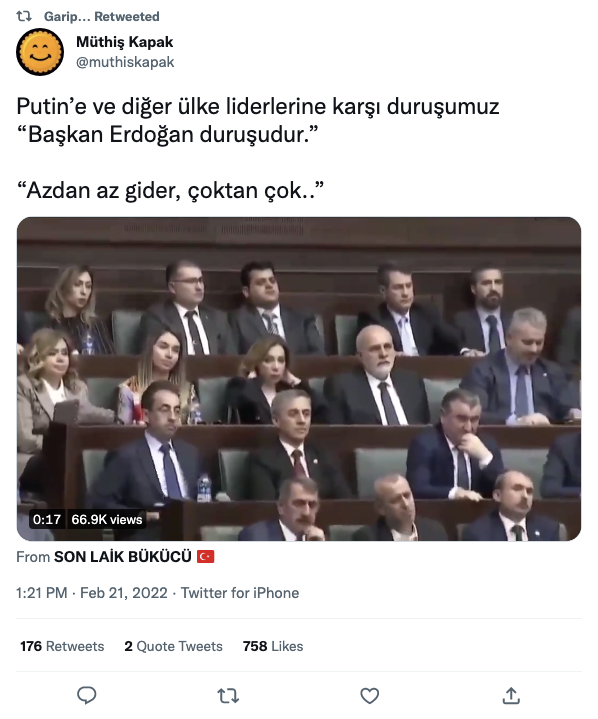 Garip... Retweeted
Müthiş Kapak
@muthiskapak
Putin’e ve diğer ülke liderlerine karşı duruşumuz
“Başkan Erdoğan duruşudur.”
“Azdan az gider, çoktan çok..”
0:17 66.9K views
From SON LAİK BÜKÜCÜ 🇹🇷
1:21 PM · Feb 21, 2022 · Twitter for iPhone
176 Retweets 2 Quote Tweets 758 Likes